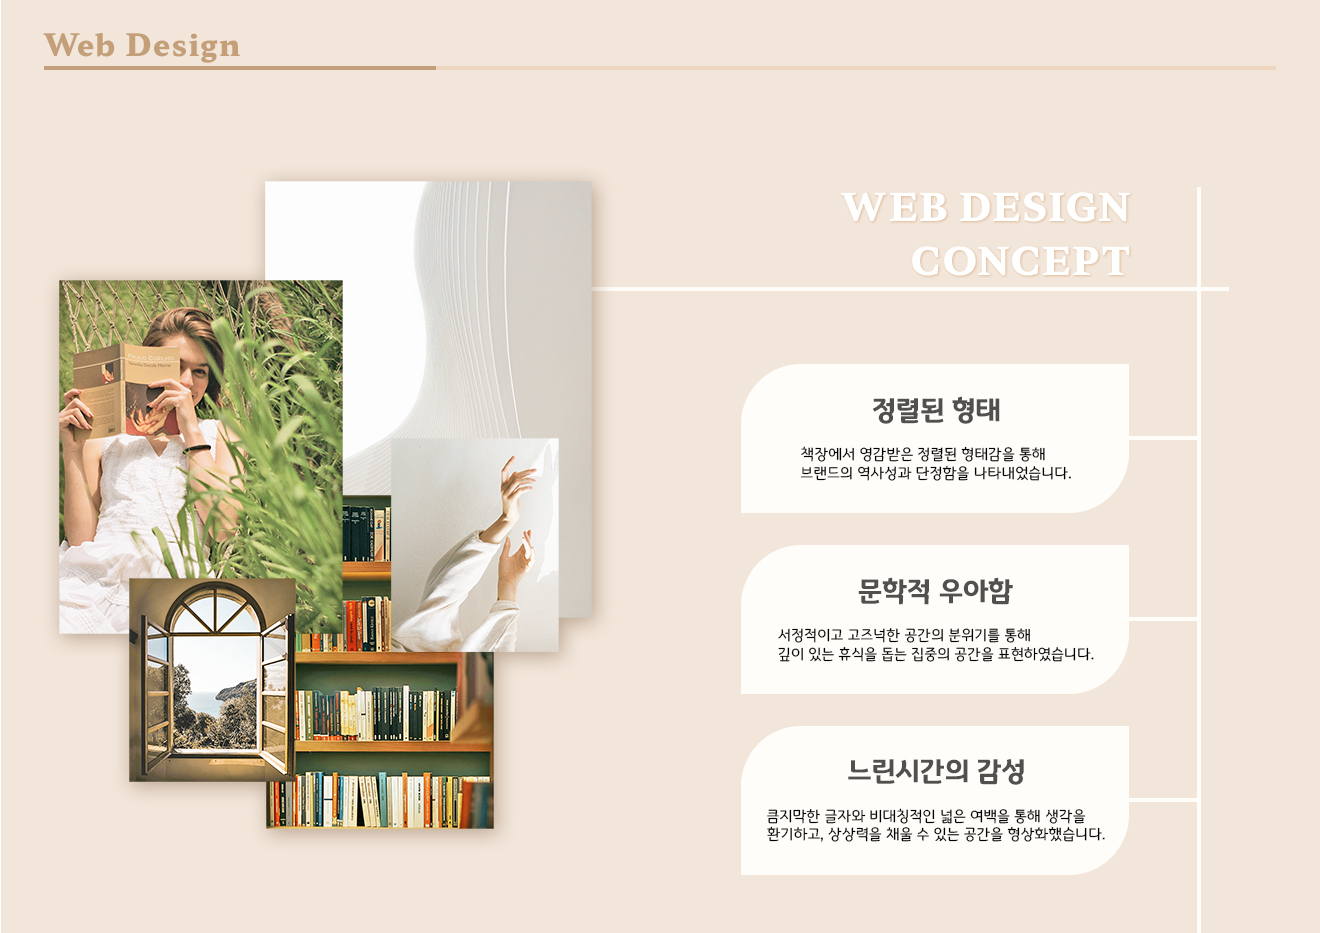 Web Design
WEB DESIGN
CONCEPT
PAULO COELHO
정렬된 형태
책장에서 영감받은 정렬된 형태감을 통해
브랜드의 역사성과 단정함을 나타내었습니다.
문학적 우아함
서정적이고 고즈넉한 공간의 분위기를 통해
깊이 있는 휴식을 돕는 집중의 공간을 표현하였습니다.
느린시간의 감성
큼지막한 글자와 비대칭적인 넓은 여백을 통해 생각을
환기하고, 상상력을 채울 수 있는 공간을 형상화했습니다.